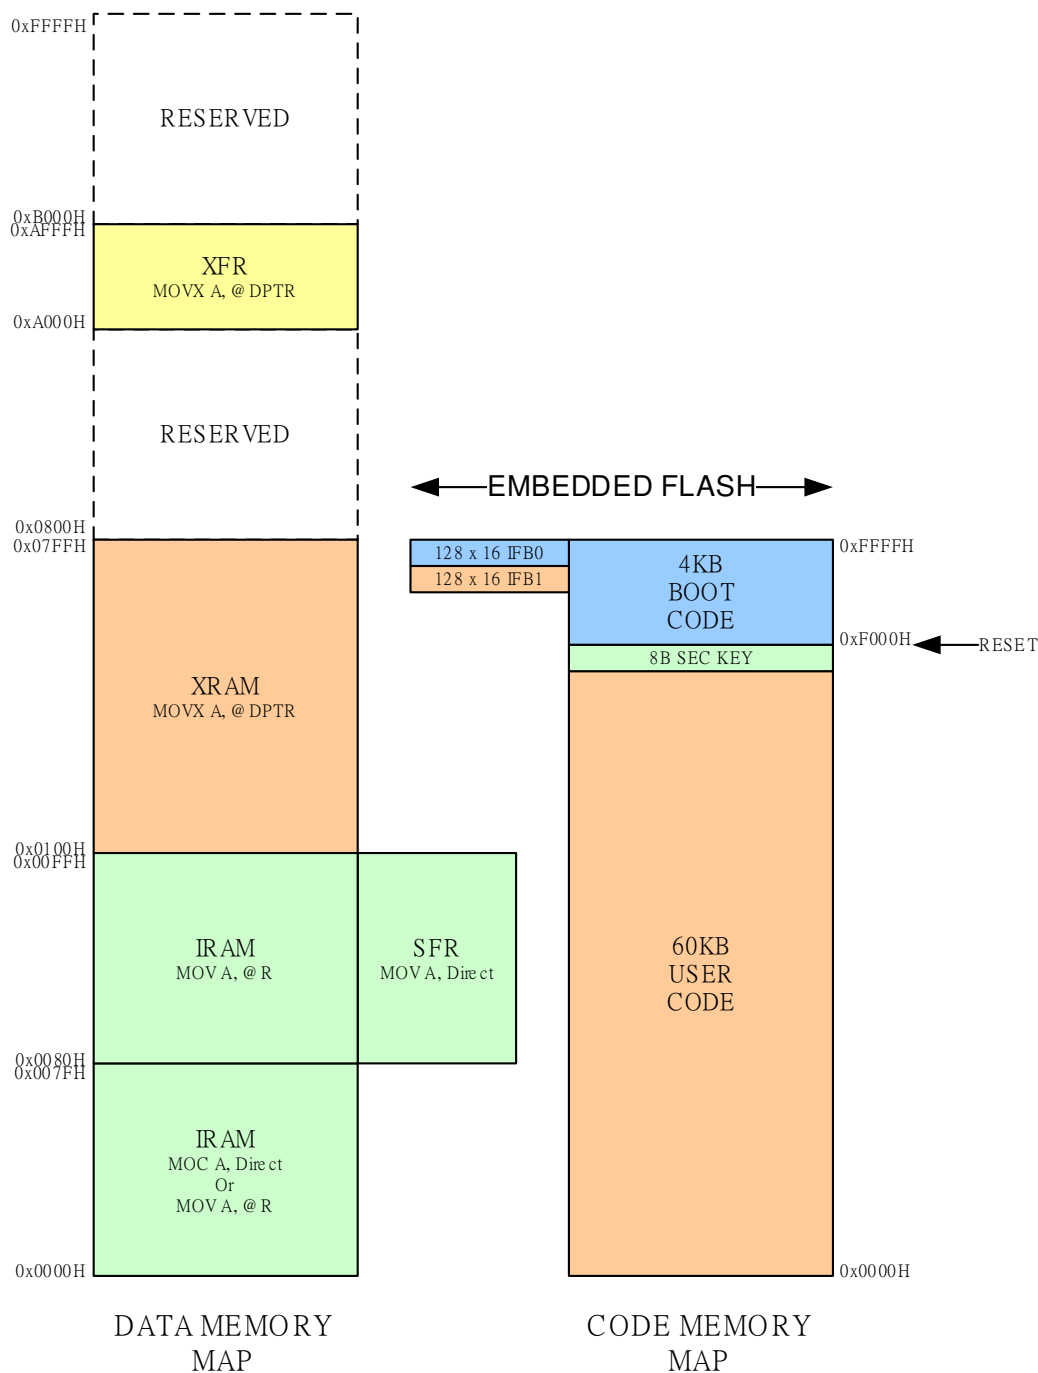 0xFFFFH
RESERVED
0xB000H
0xAFFFH
XFR
MOVX A, @DPTR
0xA000H
RESERVED
0x0800H
0x07FFH
XRAM
MOVX A, @DPTR
0x0100H
0x00FFH
IRAM
MOV A, @R
SFR
MOV A, Direct
0x0080H
0x007FH
IRAM
MOC A, Direct
Or
MOV A, @R
0x0000H
DATA MEMORY
MAP
EMBEDDED FLASH
128 x 16 IFB0
128 x 16 IFB1
4KB
BOOT
CODE
0xFFFFH
0xF000H
RESET
8B SEC KEY
60KB
USER
CODE
0x0000H
CODE MEMORY
MAP